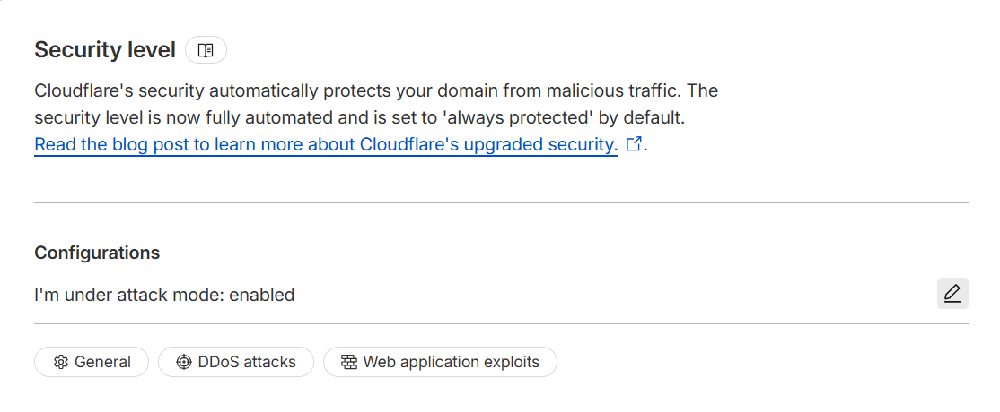 Security level
Cloudflare's security automatically protects your domain from malicious traffic. The
security level is now fully automated and is set to 'always protected' by default.
Read the blog post to learn more about Cloudflare's upgraded security. .
Configurations
I'm under attack mode: enabled
General DDoS attacks Web application exploits